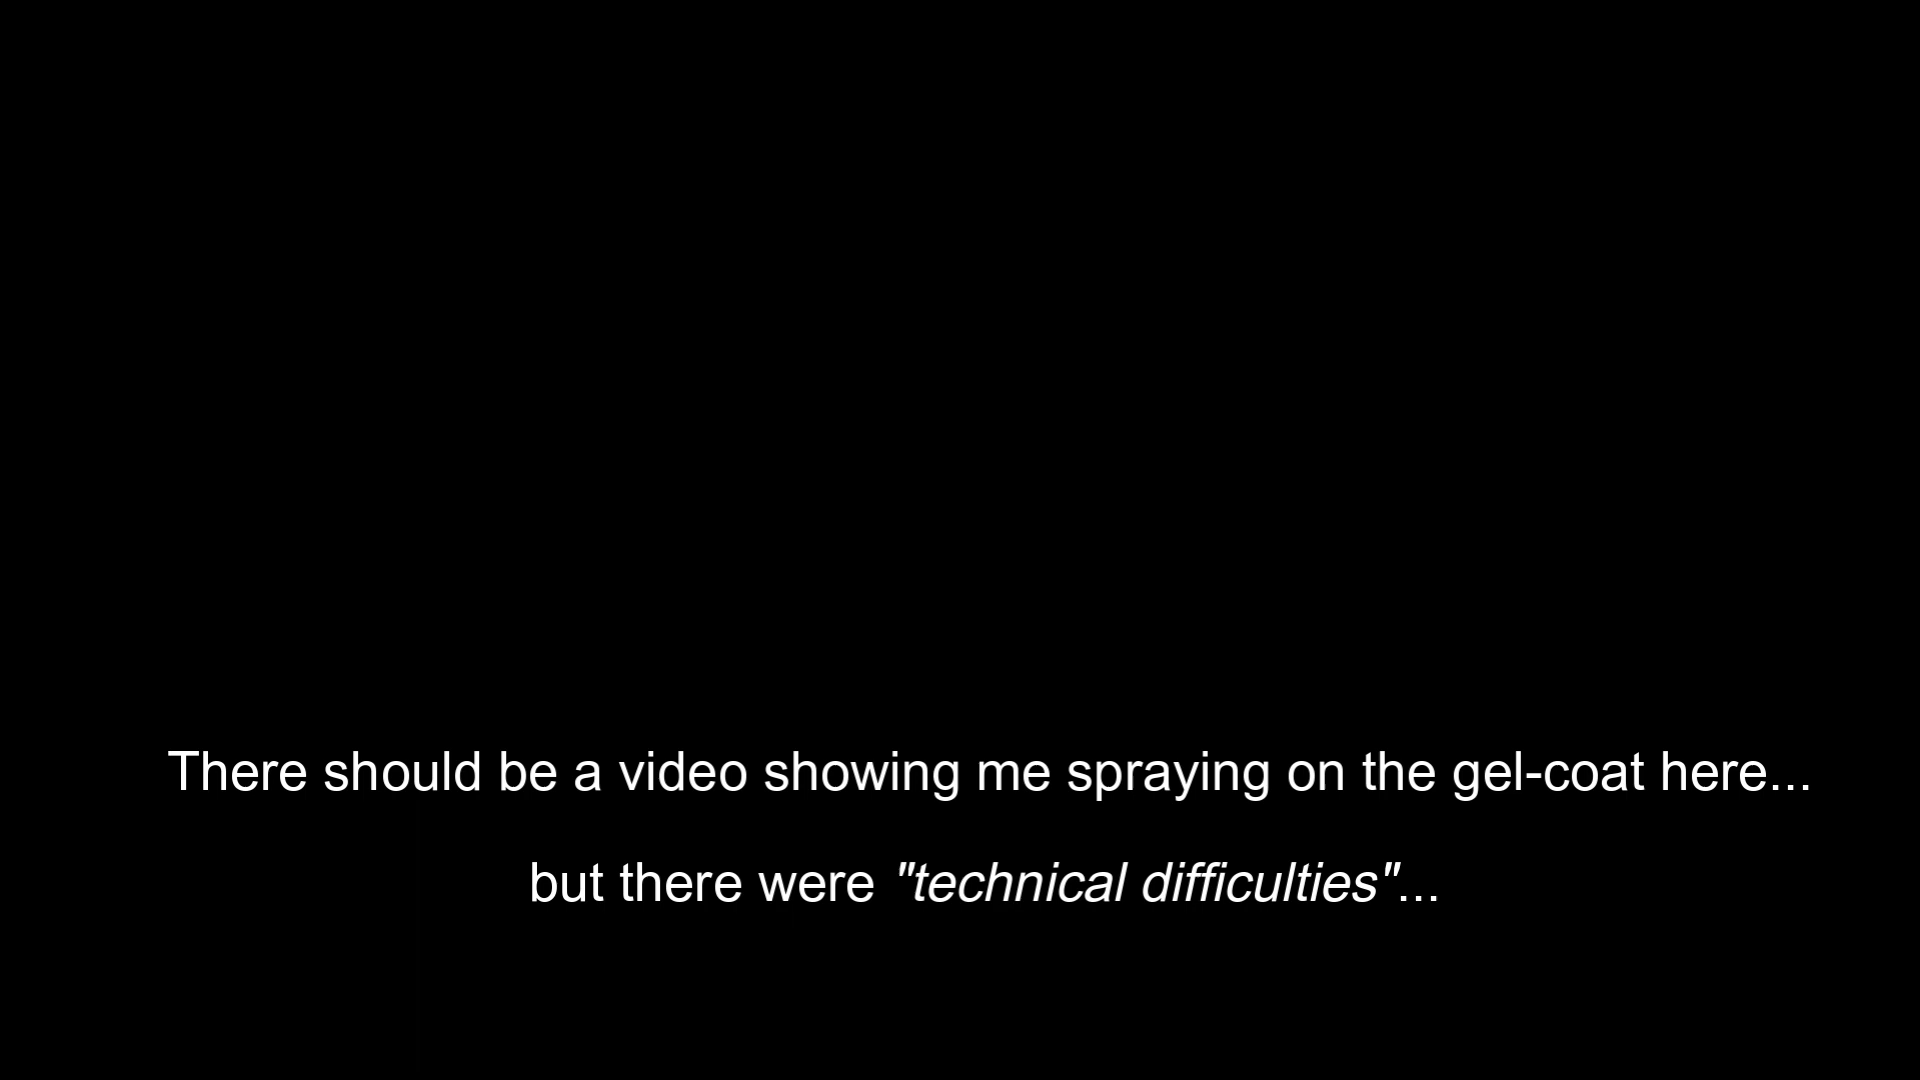 There should be a video showing me spraying on the gel-coat here...
but there were "technical difficulties"...